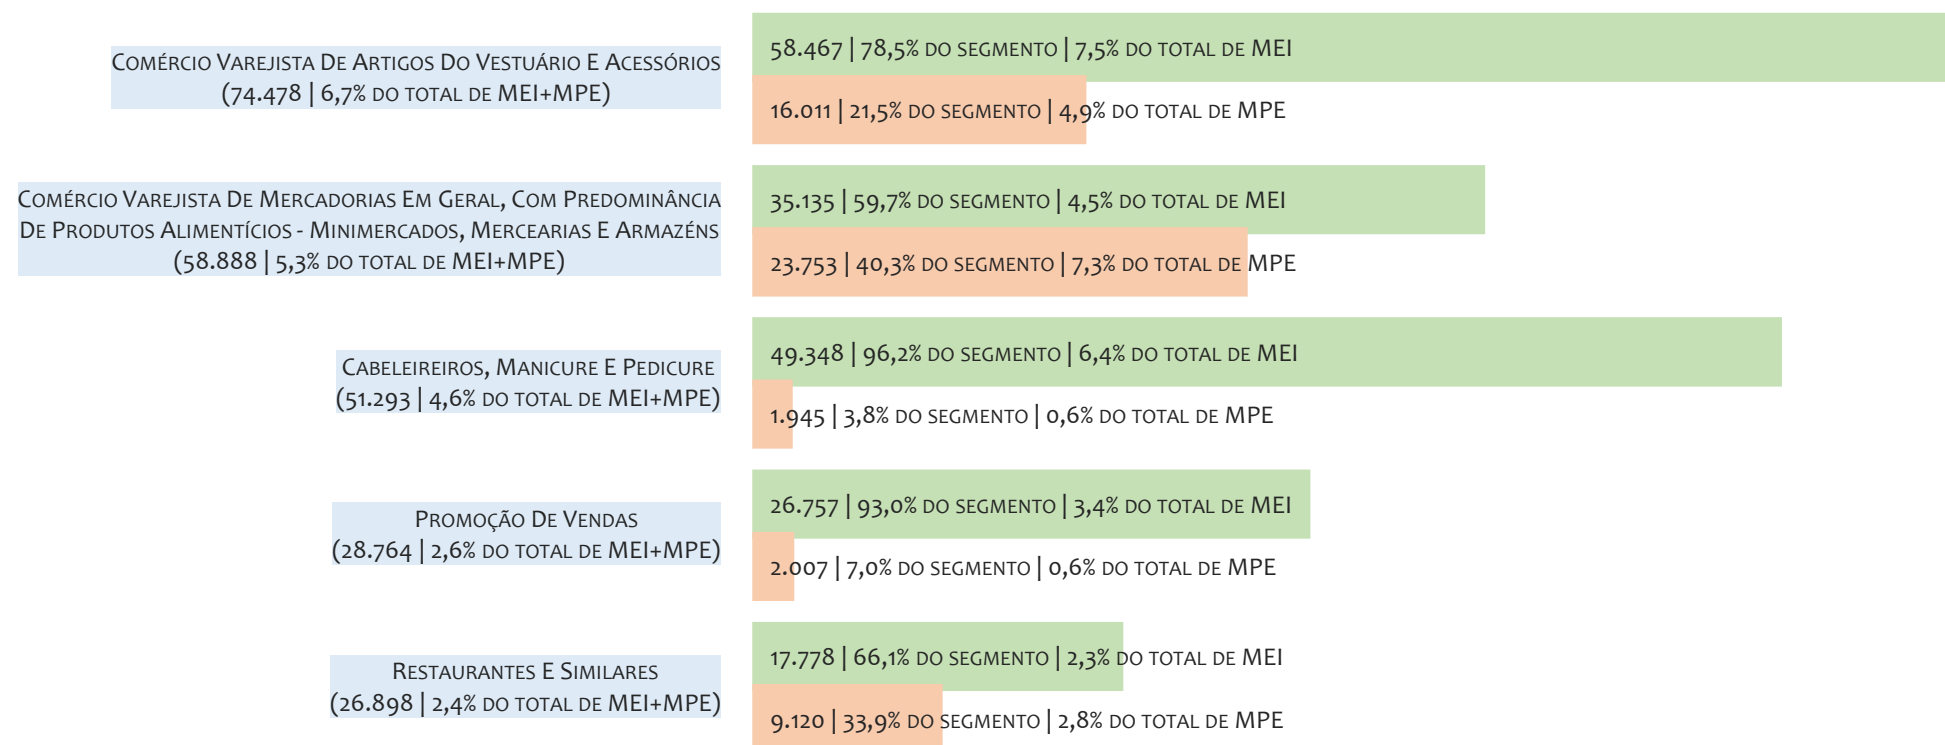 Comércio Varejista De Artigos Do Vestuário E Acessórios
(74.478 | 6,7% do total de MEI+MPE)
58.467 | 78,5% do segmento | 7,5% do total de MEI
16.011 | 21,5% do segmento | 4,9% do total de MPE
Comércio Varejista De Mercadorias Em Geral, Com Predominância
De Produtos Alimentícios - Minimercados, Mercearias E Armazéns
(58.888 | 5,3% do total de MEI+MPE)
35.135 | 59,7% do segmento | 4,5% do total de MEI
23.753 | 40,3% do segmento | 7,3% do total de MPE
Cabeleireiros, Manicure E Pedicure
(51.293 | 4,6% do total de MEI+MPE)
49.348 | 96,2% do segmento | 6,4% do total de MEI
1.945 | 3,8% do segmento | 0,6% do total de MPE
Promoção De Vendas
(28.764 | 2,6% do total de MEI+MPE)
26.757 | 93,0% do segmento | 3,4% do total de MEI
2.007 | 7,0% do segmento | 0,6% do total de MPE
Restaurantes E Similares
(26.898 | 2,4% do total de MEI+MPE)
17.778 | 66,1% do segmento | 2,3% do total de MEI
9.120 | 33,9% do segmento | 2,8% do total de MPE